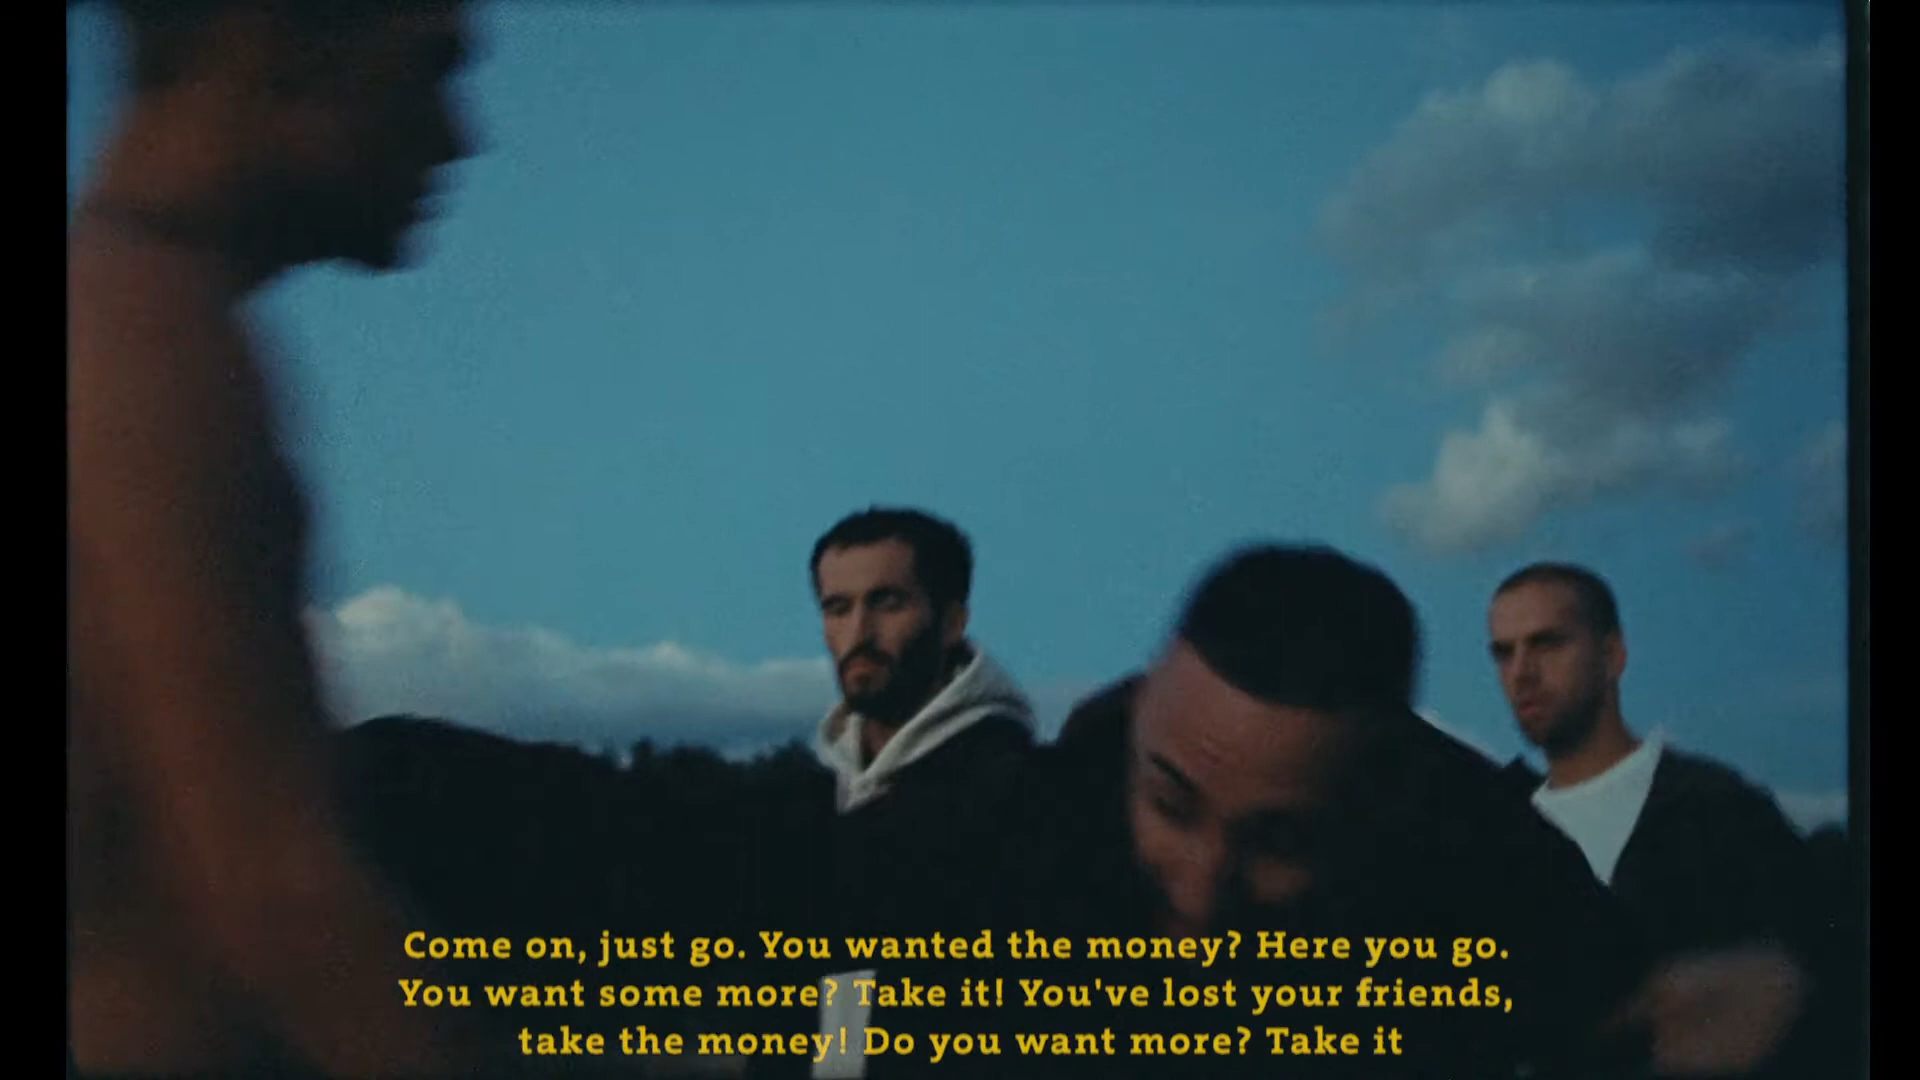 Come on, just go. You wanted the money? Here you go.
You want some more? Take it! You've lost your friends,
take the money! Do you want more? Take it